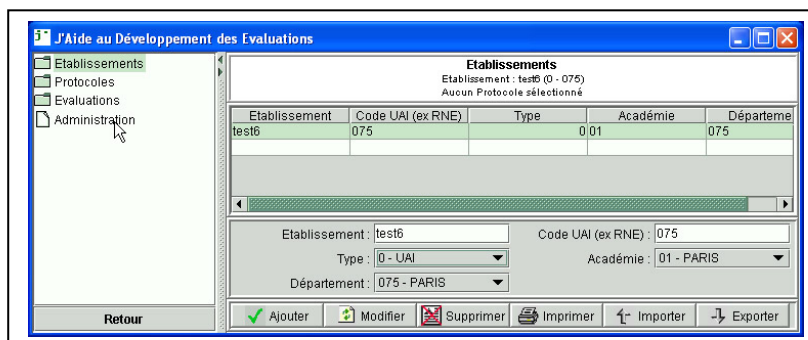 J'Aide au Développement des Evaluations
Etablissements
Protocoles
Evaluations
Administration
Retour
Etablissements
Etablissement : test6 (0 - 075)
Aucun Protocole sélectionné
Etablissement Code UAI (ex RNE) Type Académie Départeme
test6 075 0 01 075
Etablissement : test6 Code UAI (ex RNE) : 075
Type : 0 - UAI Académie : 01 - PARIS
Département : 075 - PARIS
Ajouter Modifier Supprimer Imprimer Importer Exporter